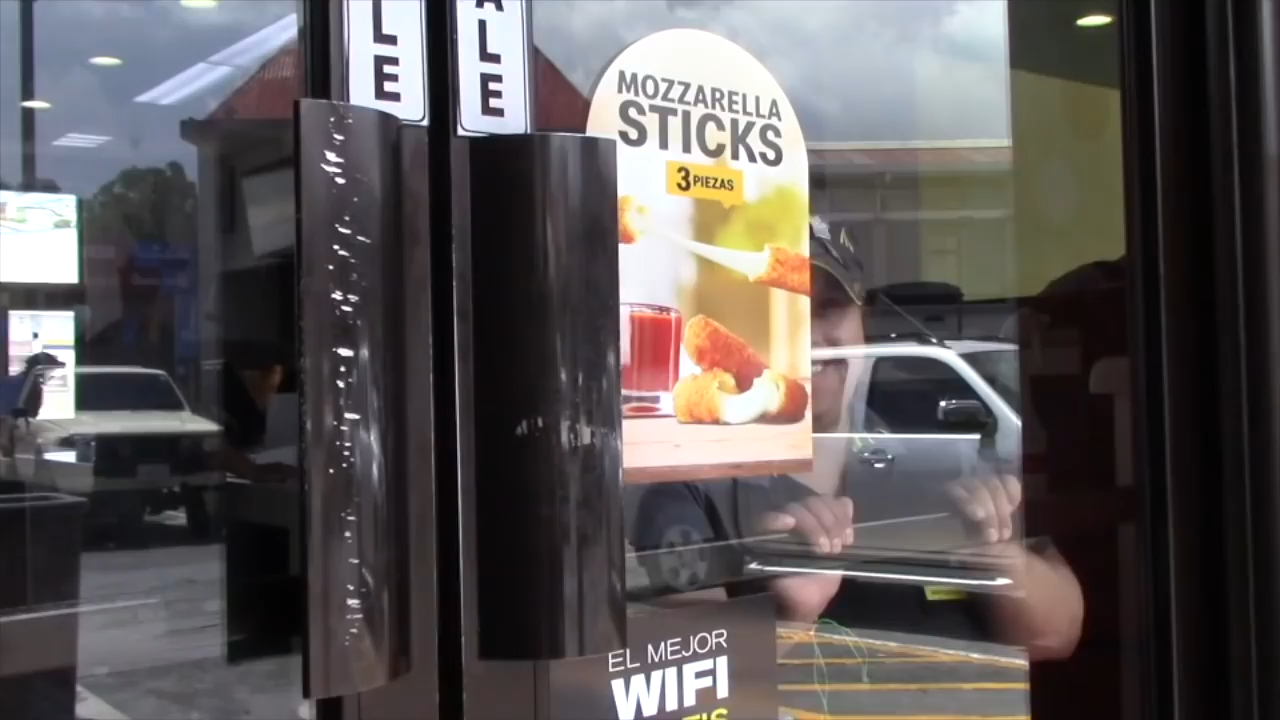 LE
ALE
MOZZARELLA
STICKS
3 PIEZAS
EL MEJOR
WIFI